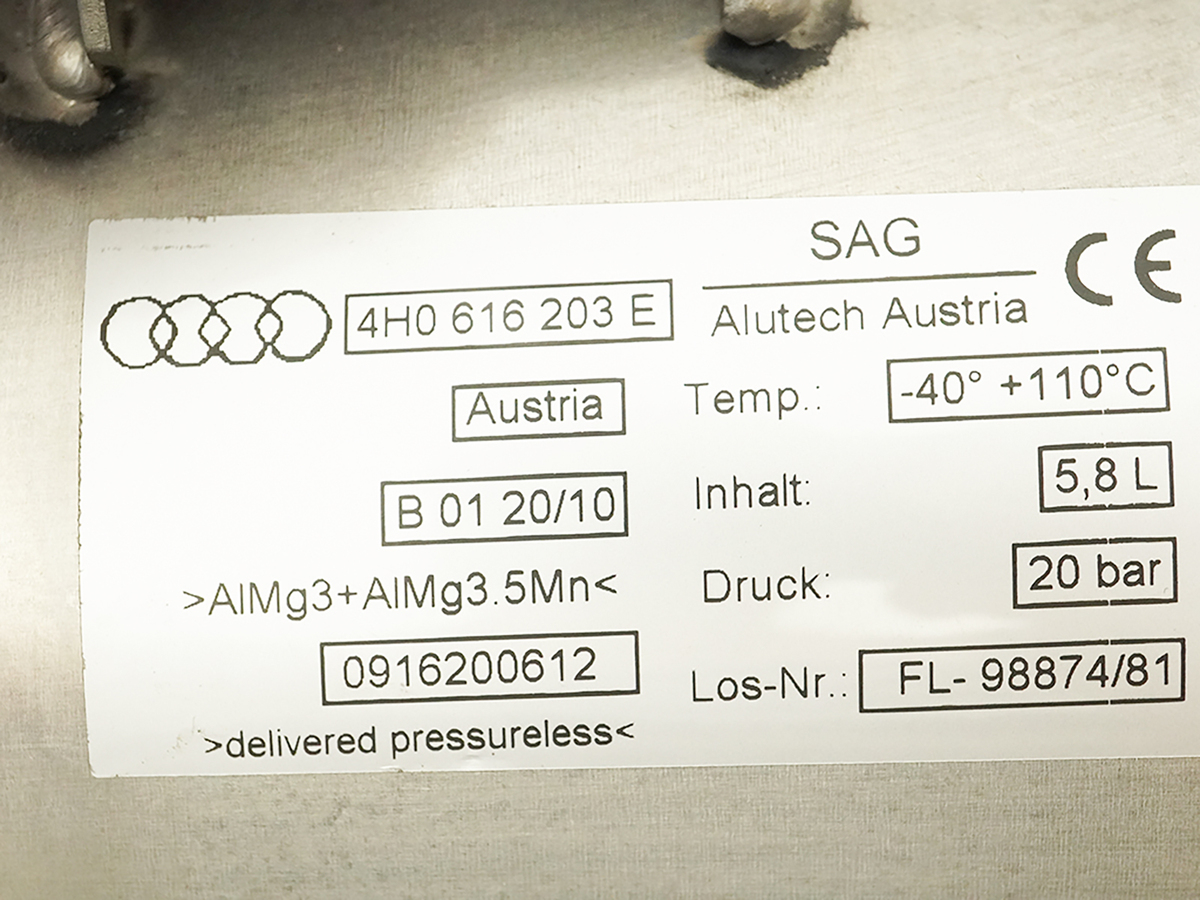 4H0 616 203 E
Austria
B 01 20/10
>AlMg3+AlMg3.5Mn<
0916200612
>delivered pressureless<
SAG
Alutech Austria
CE
Temp.: -40° +110°C
Inhalt: 5,8 L
Druck: 20 bar
Los-Nr.: FL- 98874/81